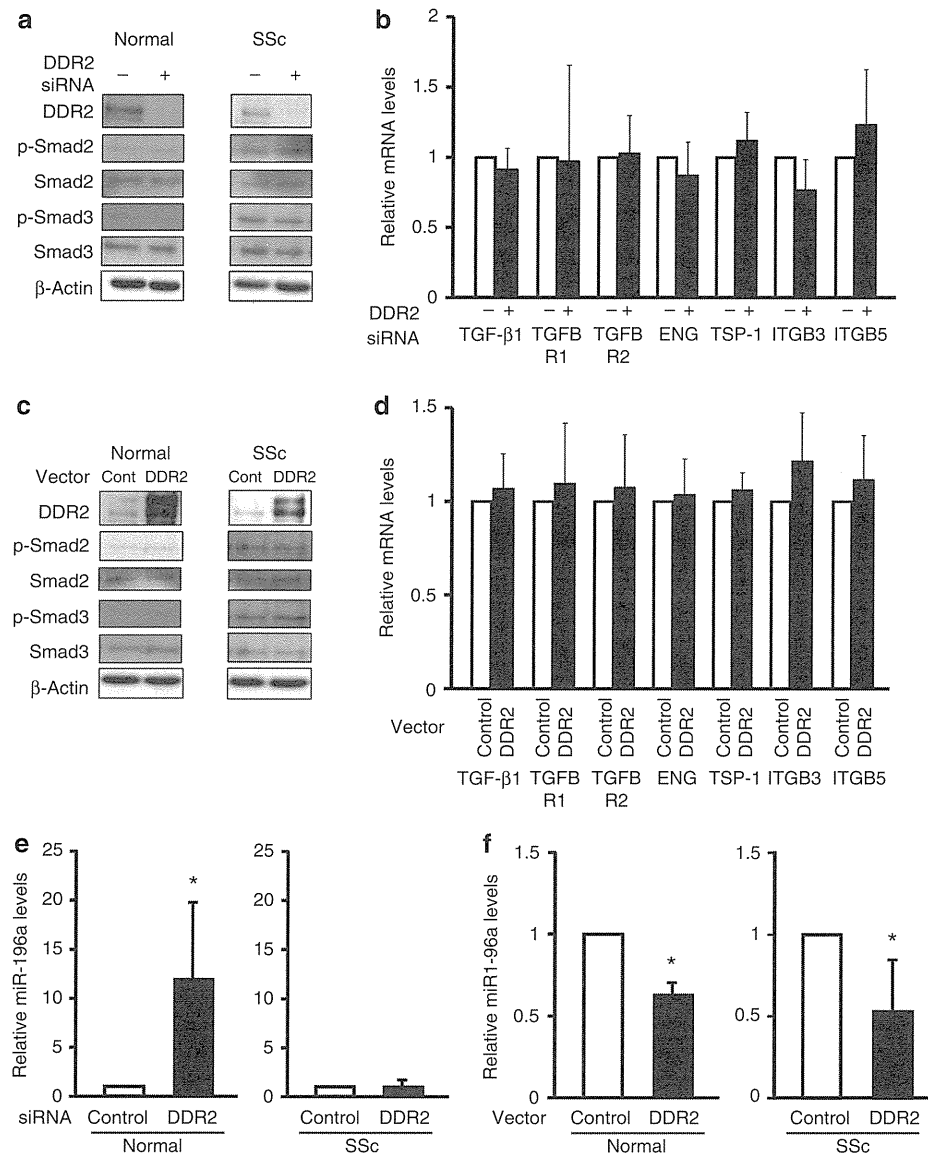 a
Normal SSc
DDR2
siRNA − + − +
DDR2
p-Smad2
Smad2
p-Smad3
Smad3
β-Actin
b
Relative mRNA levels
2
1.5
1
0.5
0
DDR2
siRNA
− + − + − + − + − + − + − +
TGF-β1 TGFB R1 TGFB R2 ENG TSP-1 ITGB3 ITGB5
c
Normal SSc
Vector Cont DDR2 Cont DDR2
DDR2
p-Smad2
Smad2
p-Smad3
Smad3
β-Actin
d
Relative mRNA levels
1.5
1
0.5
0
Vector
Control DDR2 Control DDR2 Control DDR2 Control DDR2 Control DDR2 Control DDR2 Control DDR2
TGF-β1 TGFB R1 TGFB R2 ENG TSP-1 ITGB3 ITGB5
e
Relative miR-196a levels
25
20
15
10
5
0
*
siRNA Control DDR2
Normal
25
20
15
10
5
0
Control DDR2
SSc
f
Relative miR1-96a levels
1.5
1
0.5
0
*
Vector Control DDR2
Normal
1.5
1
0.5
0
*
Control DDR2
SSc